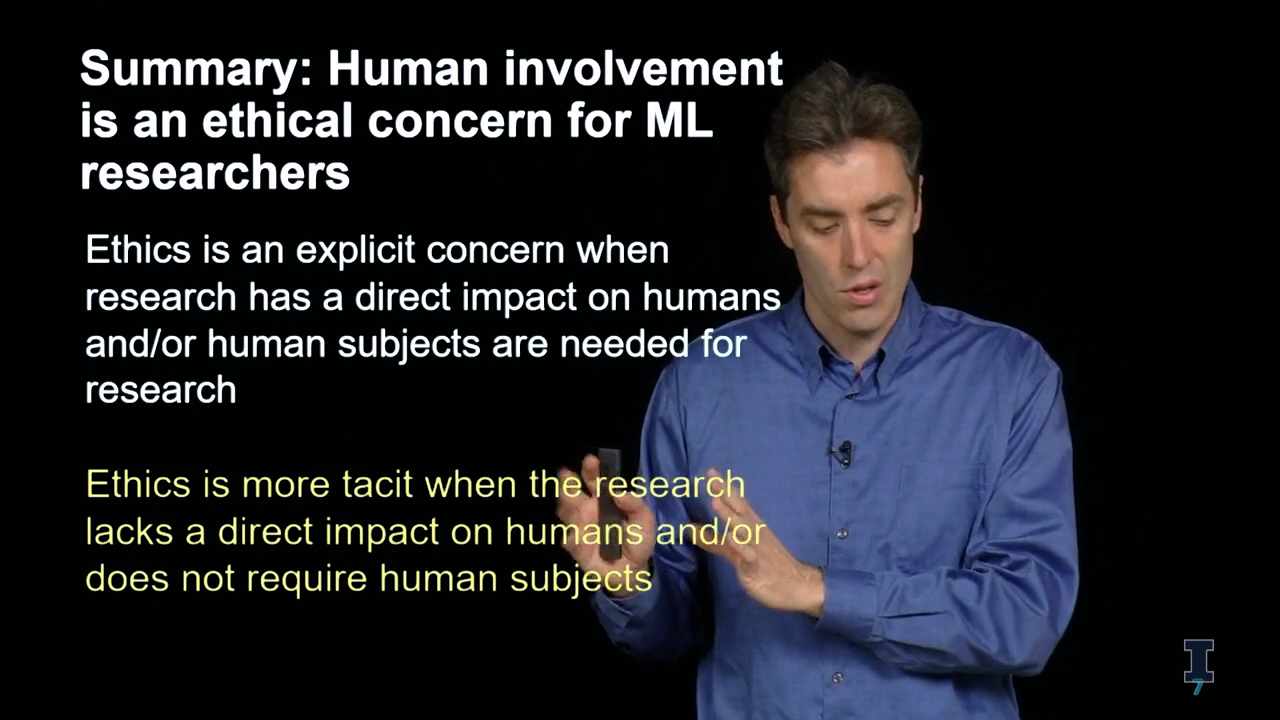 Summary: Human involvement
is an ethical concern for ML
researchers
Ethics is an explicit concern when
research has a direct impact on humans
and/or human subjects are needed for
research
Ethics is more tacit when the research
lacks a direct impact on humans and/or
does not require human subjects
I
7